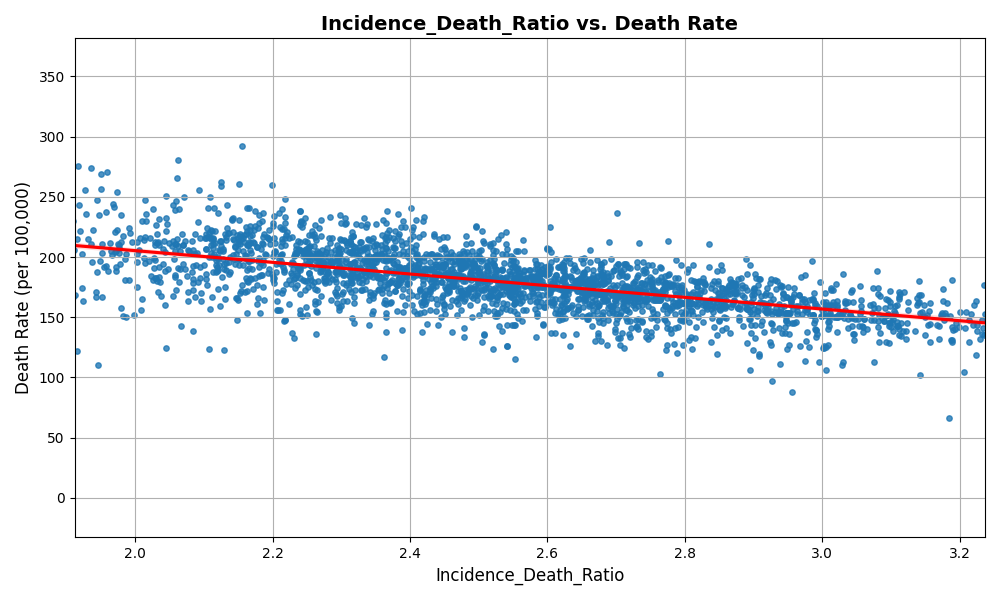 Incidence_Death_Ratio vs. Death Rate
Death Rate (per 100,000)
350
300
250
200
150
100
50
0
2.0 2.2 2.4 2.6 2.8 3.0 3.2
Incidence_Death_Ratio